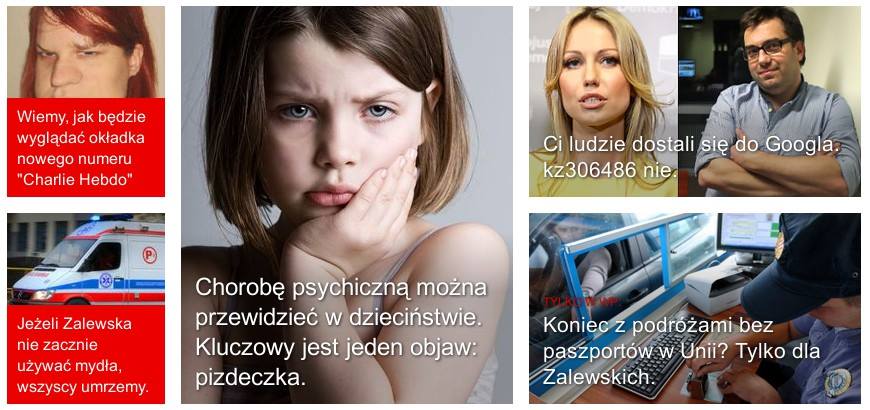 Wiemy, jak będzie
wyglądać okładka
nowego numeru
"Charlie Hebdo"
Jeżeli Zalewska
nie zacznie
używać mydła,
wszyscy umrzemy.
Chorobę psychiczną można
przewidzieć w dzieciństwie.
Kluczowy jest jeden objaw:
pizdeczka.
Ci ludzie dostali się do Googla.
kz306486 nie.
TYLKO W WP
Koniec z podróżami bez
paszportów w Unii? Tylko dla
Zalewskich.